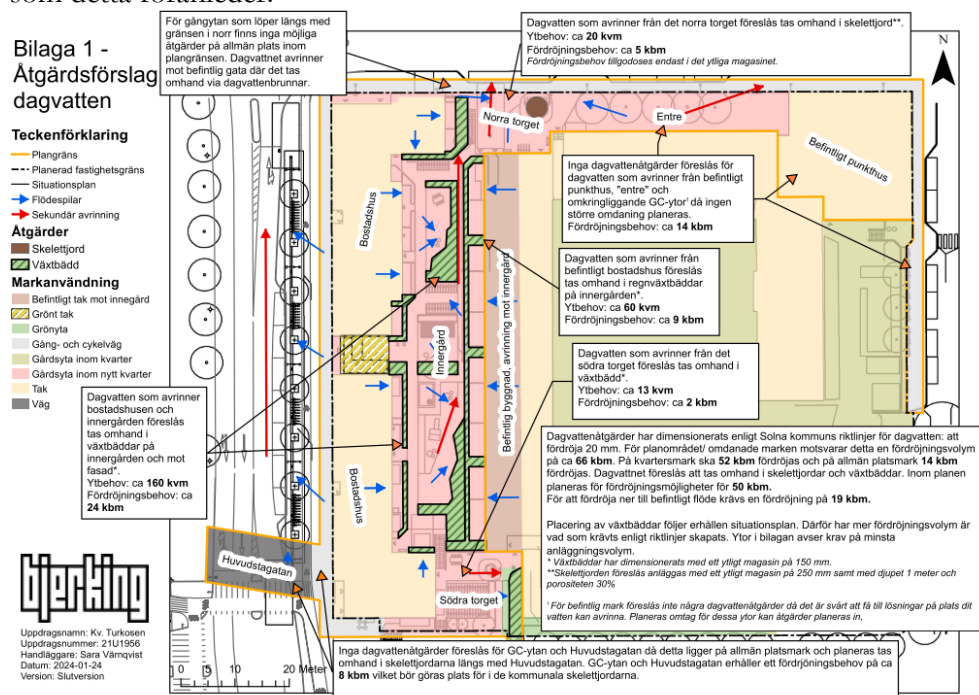 som detta föranleder.
Bilaga 1 -
Åtgärdsförslag
dagvatten
Teckenförklaring
Plangräns
Planerad fastighetsgräns
Situationsplan
Flödespilar
Sekundär avrinning
Åtgärder
Skelettjord
Växtbädd
Markanvändning
Befintligt tak mot innegård
Grönt tak
Grönyta
Gång- och cykelväg
Gårdsyta inom kvarter
Gårdsyta inom nytt kvarter
Tak
Väg
För gångytan som löper längs med
gränsen i norr finns inga möjliga
åtgärder på allmän plats inom
plangränsen. Dagvattnet avrinner
mot befintlig gata där det tas
omhand via dagvattenbrunnar.
Dagvatten som avrinner från det norra torget föreslås tas omhand i skelettjord**.
Ytbehov: ca 20 kvm
Fördröjningsbehov: ca 5 kbm
Fördröjningsbehov tillgodoses endast i det ytliga magasinet.
Norra torget
Entre
Befintligt punkthus
Inga dagvattenåtgärder föreslås för
dagvatten som avrinner från befintligt
punkthus, "entre" och
omkringliggande GC-ytor¹ då ingen
större omdaning planeras.
Fördröjningsbehov: ca 14 kbm
Bostadshus
Dagvatten som avrinner från
befintligt bostadshus föreslås
tas omhand i regnväxtbäddar
på innergården*.
Ytbehov: ca 60 kvm
Fördröjningsbehov: ca
9 kbm
Innergård
Befintlig byggnad, avrinning mot innergård
Dagvatten som avrinner från det
södra torget föreslås tas omhand i
växtbädd*.
Ytbehov: ca 13 kvm
Fördröjningsbehov: ca 2 kbm
Dagvatten som avrinner
bostadshusen och
innergården föreslås
tas omhand i
växtbäddar på
innergården och mot
fasad*.
Ytbehov: ca 160 kvm
Fördröjningsbehov: ca
24 kbm
Bostadshus
Dagvattenåtgärder har dimensionerats enligt Solna kommuns riktlinjer för dagvatten: att
fördröja 20 mm. För planområdet/ omdanade marken motsvarar detta en fördröjningsvolym
på ca 66 kbm. På kvartersmark ska 52 kbm fördröjas och på allmän platsmark 14 kbm
fördröjas. Dagvattnet föreslås att tas omhand i skelettjordar och växtbäddar. Inom planen
planeras för fördröjningsmöjligheter för 50 kbm.
För att fördröja ner till befintligt flöde krävs en fördröjning på 19 kbm.
Placering av växtbäddar följer erhållen situationsplan. Därför har mer fördröjningsvolym är
vad som krävts enligt riktlinjer skapats. Ytor i bilagan avser krav på minsta
anläggningsvolym.
* Växtbäddar har dimensionerats med ett ytligt magasin på 150 mm.
**Skelettjorden föreslås anläggas med ett ytligt magasin på 250 mm samt med djupet 1 meter och
porositeten 30%
¹ För befintlig mark föreslås inte några dagvattenåtgärder då det är svårt att få till lösningar på plats dit
vatten kan avrinna. Planeras omtag för dessa ytor kan åtgärder planeras in,
Huvudstagatan
Södra torget
bjerking
Uppdragsnamn: Kv. Turkosen
Uppdragsnummer: 21U1956
Handläggare: Sara Värnqvist
Datum: 2024-01-24
Version: Slutversion
0 5 10 20 Meter
Inga dagvattenåtgärder föreslås för GC-ytan och Huvudstagatan då detta ligger på allmän platsmark och planeras tas
omhand i skelettjordarna längs med Huvudstagatan. GC-ytan och Huvudstagatan erhåller ett fördröjningsbehov på ca
8 kbm vilket bör göras plats för i de kommunala skelettjordarna.